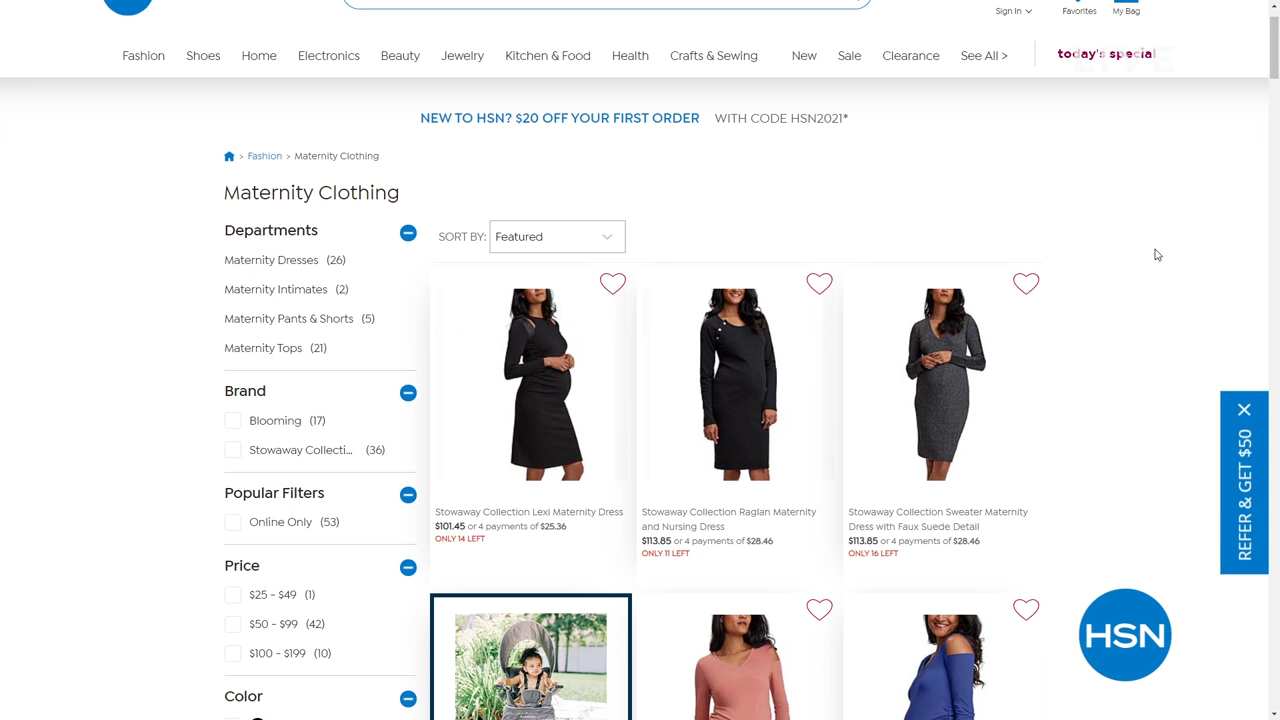 Sign In
Favorites
My Bag
Fashion Shoes Home Electronics Beauty Jewelry Kitchen & Food Health Crafts & Sewing New Sale Clearance See All > today's special
NEW TO HSN? $20 OFF YOUR FIRST ORDER WITH CODE HSN2021*
> Fashion > Maternity Clothing
Maternity Clothing
Departments
Maternity Dresses (26)
Maternity Intimates (2)
Maternity Pants & Shorts (5)
Maternity Tops (21)
Brand
Blooming (17)
Stowaway Collecti... (36)
Popular Filters
Online Only (53)
Price
$25 - $49 (1)
$50 - $99 (42)
$100 - $199 (10)
Color
SORT BY: Featured
Stowaway Collection Lexi Maternity Dress
$101.45 or 4 payments of $25.36
ONLY 14 LEFT
Stowaway Collection Raglan Maternity
and Nursing Dress
$113.85 or 4 payments of $28.46
ONLY 11 LEFT
Stowaway Collection Sweater Maternity
Dress with Faux Suede Detail
$113.85 or 4 payments of $28.46
ONLY 16 LEFT
REFER & GET $50
HSN